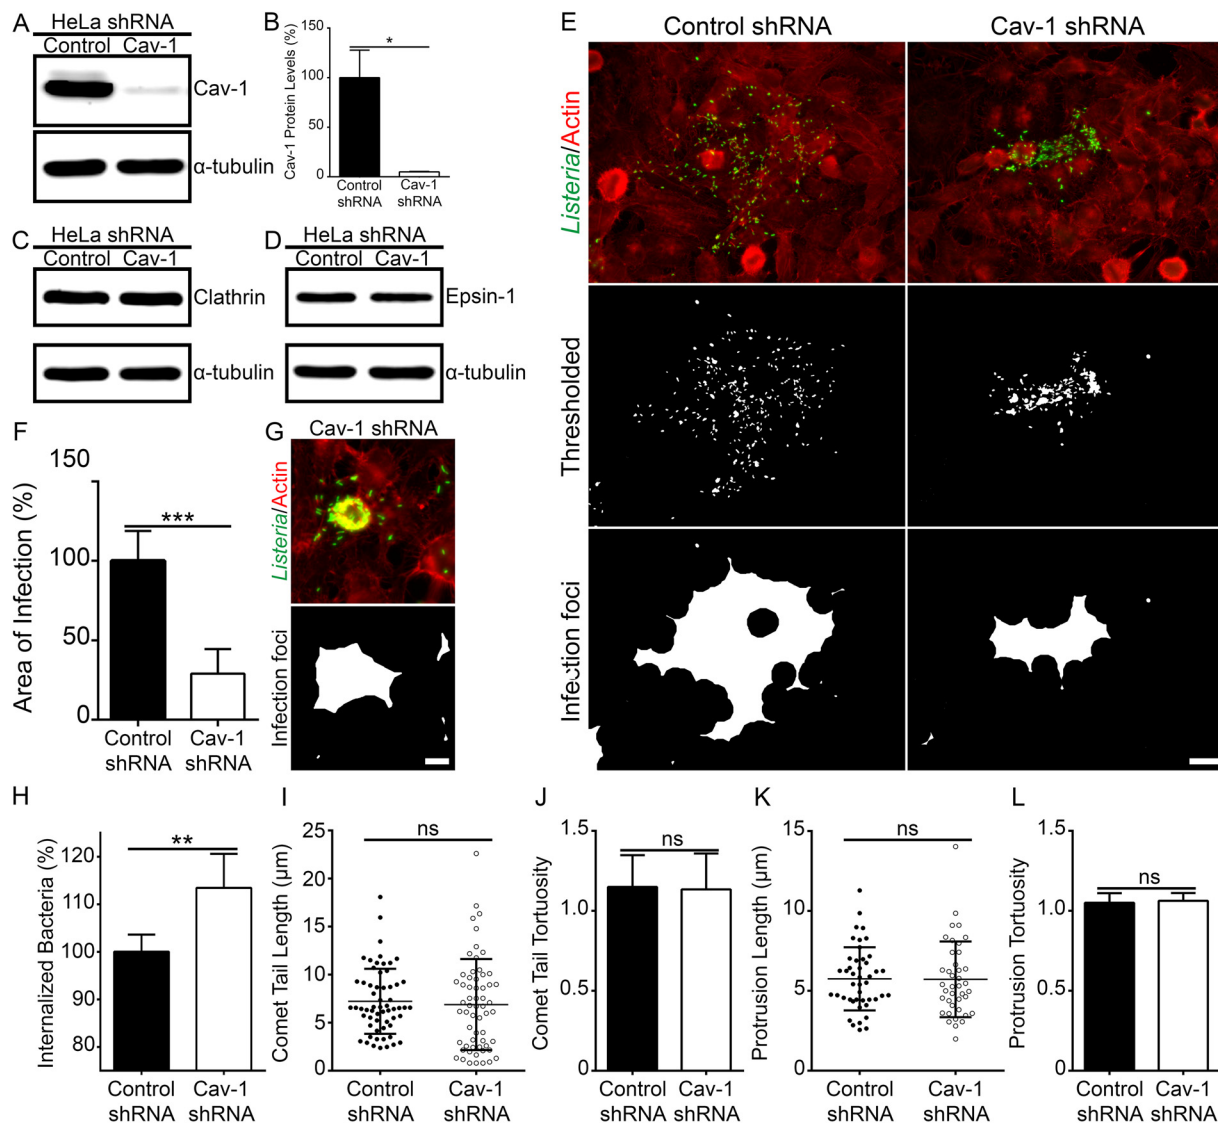 A
HeLa shRNA
Control Cav-1
Cav-1
α-tubulin
B
Cav-1 Protein Levels (%)
150
100
50
0
*
Control
shRNA
Cav-1
shRNA
C
HeLa shRNA
Control Cav-1
Clathrin
α-tubulin
D
HeLa shRNA
Control Cav-1
Epsin-1
α-tubulin
E
Control shRNA
Cav-1 shRNA
Listeria/Actin
Thresholded
Infection foci
F
Area of Infection (%)
150
100
50
0
***
Control
shRNA
Cav-1
shRNA
G
Cav-1 shRNA
Listeria/Actin
Infection foci
H
Internalized Bacteria (%)
120
110
100
90
80
**
Control
shRNA
Cav-1
shRNA
I
Comet Tail Length (μm)
25
20
15
10
5
0
ns
Control
shRNA
Cav-1
shRNA
J
Comet Tail Tortuosity
1.5
1.0
0.5
0
ns
Control
shRNA
Cav-1
shRNA
K
Protrusion Length (μm)
15
10
5
0
ns
Control
shRNA
Cav-1
shRNA
L
Protrusion Tortuosity
1.5
1.0
0.5
0
ns
Control
shRNA
Cav-1
shRNA